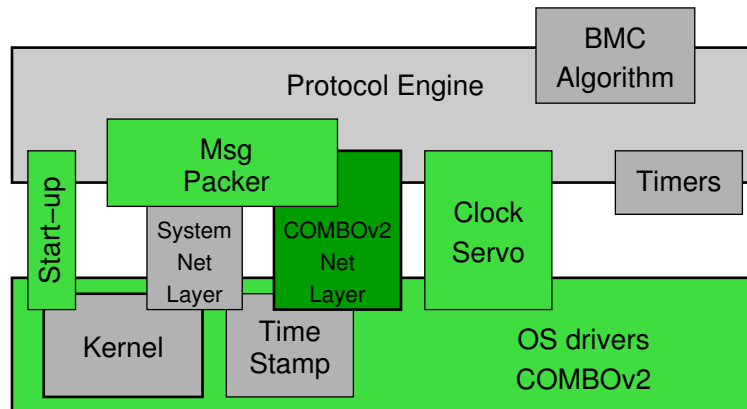 BMC
Algorithm
Protocol Engine
Msg
Packer
Start-up
Timers
Clock
Servo
System
Net
Layer
COMBOv2
Net
Layer
Kernel
Time
Stamp
OS drivers
COMBOv2